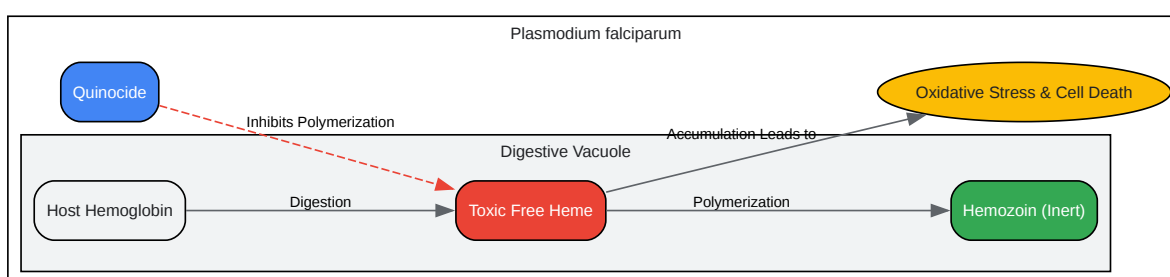 Plasmodium falciparum
Quinocide
Oxidative Stress & Cell Death
Inhibits Polymerization
Accumulation Leads to
Digestive Vacuole
Host Hemoglobin
Digestion
Toxic Free Heme
Polymerization
Hemozoin (Inert)